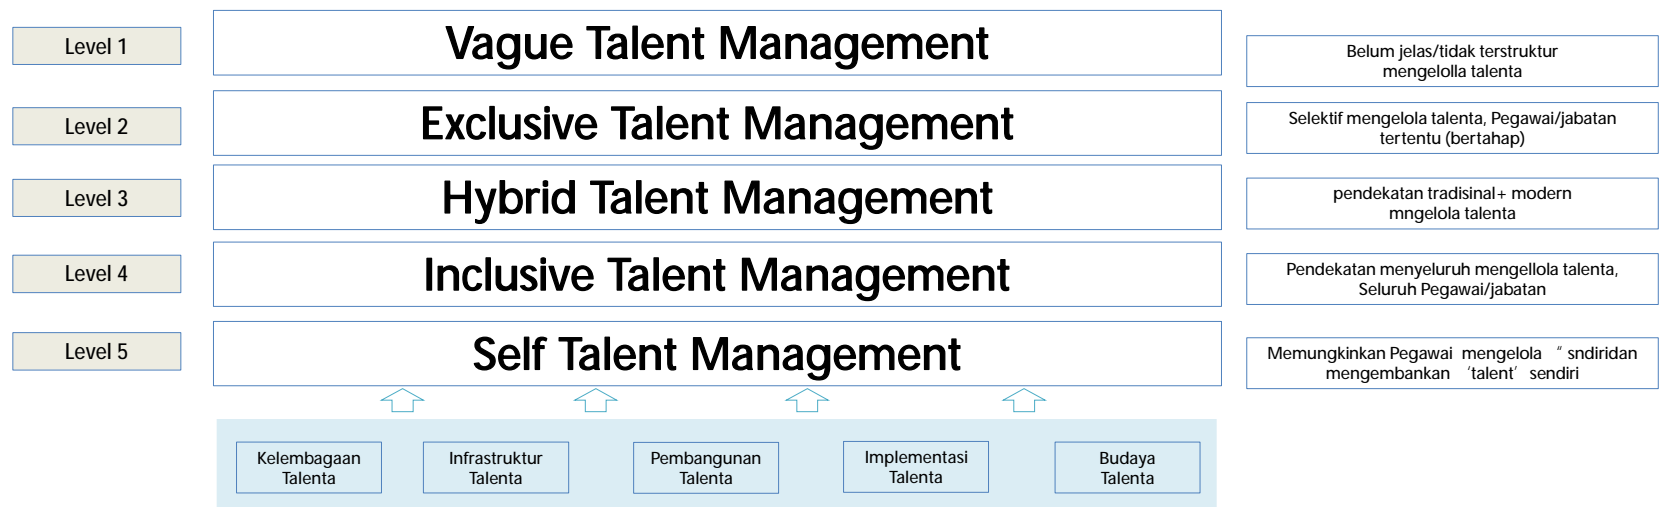 Level 1
Vague Talent Management
Belum jelas/tidak terstruktur
mengelolla talenta
Level 2
Exclusive Talent Management
Selektif mengelola talenta, Pegawai/jabatan
tertentu (bertahap)
Level 3
Hybrid Talent Management
pendekatan tradisinal+ modern
mngelola talenta
Level 4
Inclusive Talent Management
Pendekatan menyeluruh mengellola talenta,
Seluruh Pegawai/jabatan
Level 5
Self Talent Management
Memungkinkan Pegawai mengelola “ sndiridan
mengembankan ‘talent’ sendiri
Kelembagaan
Talenta
Infrastruktur
Talenta
Pembangunan
Talenta
Implementasi
Talenta
Budaya
Talenta